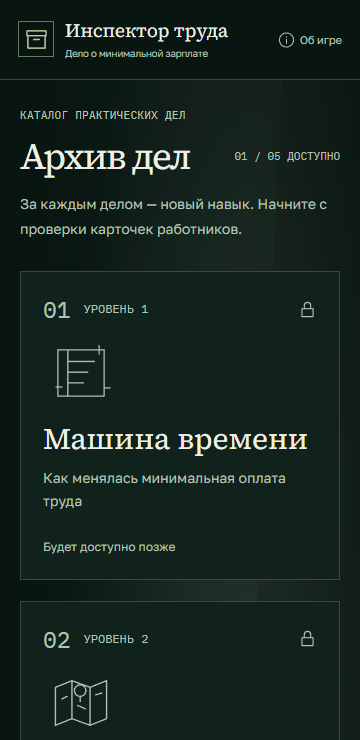 Инспектор труда
Дело о минимальной зарплате
Об игре
КАТАЛОГ ПРАКТИЧЕСКИХ ДЕЛ
Архив дел
01 / 05 ДОСТУПНО
За каждым делом — новый навык. Начните с
проверки карточек работников.
01 УРОВЕНЬ 1
Машина времени
Как менялась минимальная оплата
труда
Будет доступно позже
02 УРОВЕНЬ 2